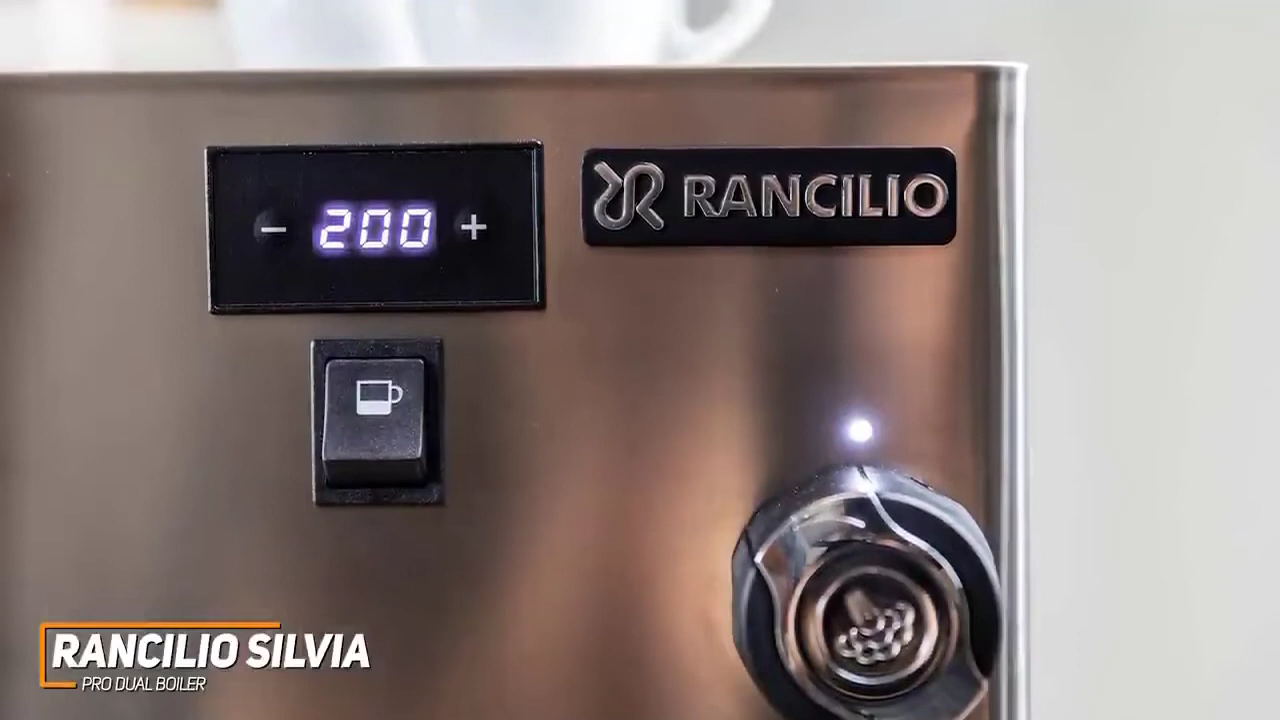 - 200 +
RANCILIO
RANCILIO SILVIA
PRO DUAL BOILER